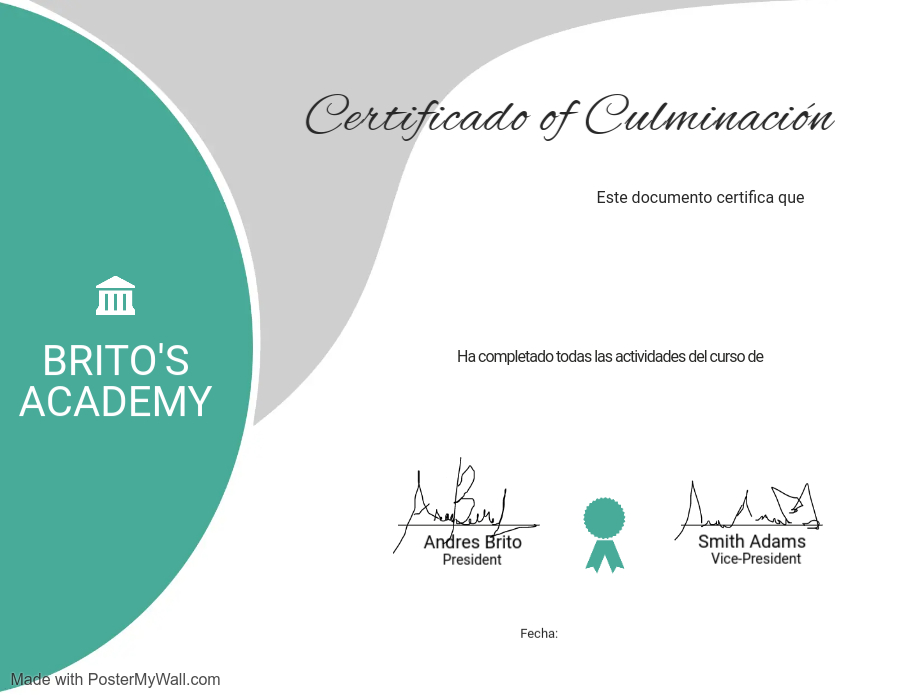 Certificado of Culminación
Este documento certifica que
BRITO'S
ACADEMY
Ha completado todas las actividades del curso de
Andres Brito
President
Smith Adams
Vice-President
Fecha:
Made with PosterMyWall.com